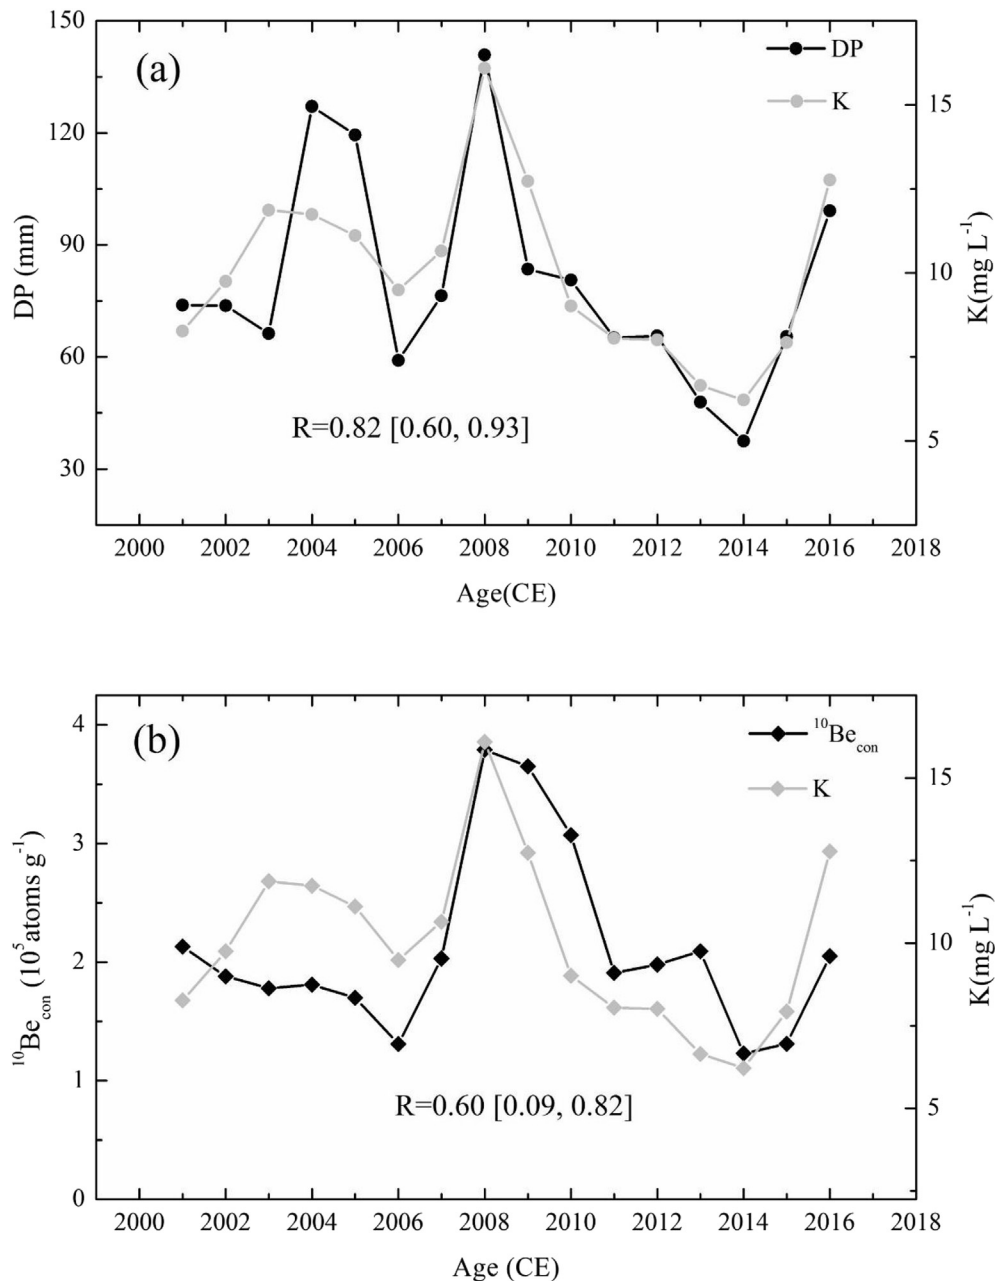 (a)
DP
K
150
120
90
60
30
DP (mm)
15
10
5
K(mg L⁻¹)
R=0.82 [0.60, 0.93]
2000 2002 2004 2006 2008 2010 2012 2014 2016 2018
Age(CE)
(b)
¹⁰Be_con
K
4
3
2
1
0
¹⁰Be_con (10⁵ atoms g⁻¹)
15
10
5
K(mg L⁻¹)
R=0.60 [0.09, 0.82]
2000 2002 2004 2006 2008 2010 2012 2014 2016 2018
Age (CE)